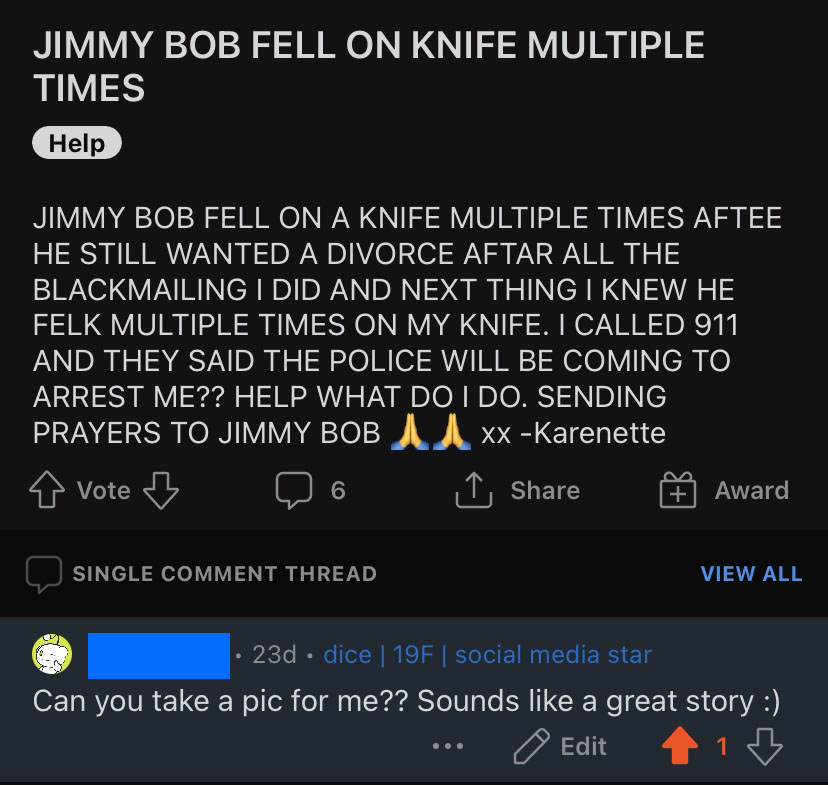 JIMMY BOB FELL ON KNIFE MULTIPLE
TIMES
Help
JIMMY BOB FELL ON A KNIFE MULTIPLE TIMES AFTEE
HE STILL WANTED A DIVORCE AFTAR ALL THE
BLACKMAILING I DID AND NEXT THING I KNEW HE
FELK MULTIPLE TIMES ON MY KNIFE. I CALLED 911
AND THEY SAID THE POLICE WILL BE COMING TO
ARREST ME?? HELP WHAT DO I DO. SENDING
PRAYERS TO JIMMY BOB 🙏🙏 xx -Karenette
Vote 6 Share Award
SINGLE COMMENT THREAD VIEW ALL
• 23d • dice | 19F | social media star
Can you take a pic for me?? Sounds like a great story :)
••• Edit 1